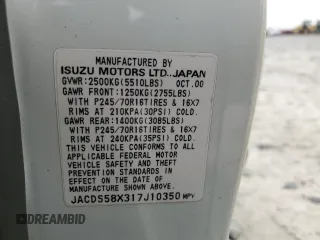 MANUFACTURED BY
ISUZU MOTORS LTD., JAPAN
GVWR:2500KG(5510LBS) OCT.00
GAWR FRONT:1250KG(2755LBS)
WITH P245/70R16TIRES & 16X7
RIMS AT 210KPA(30PSI) COLD.
GAWR REAR:1400KG(3085LBS)
WITH P245/70R16TIRES & 16X7
RIMS AT 240KPA(35PSI) COLD.
THIS VEHICLE CONFORMS TO ALL
APPLICABLE FEDERAL MOTOR
VEHICLE SAFETY AND THEFT
PREVENTION STANDARDS IN
EFFECT ON THE DATE OF
MANUFACTURE SHOWN ABOVE.
JACDS58X317J10350 MPV
AUTOBIDMASTER